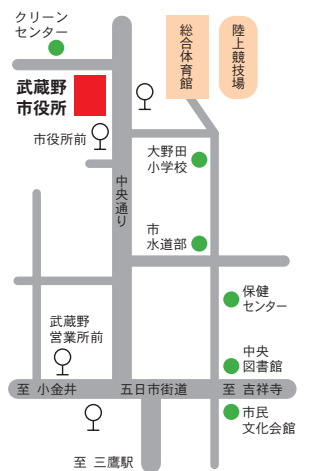 クリーン
センター
総合体育館
陸上競技場
武蔵野
市役所
市役所前
大野田
小学校
中央通り
市
水道部
保健
センター
武蔵野
営業所前
中央
図書館
至 小金井
五日市街道
至 吉祥寺
市民
文化会館
至 三鷹駅